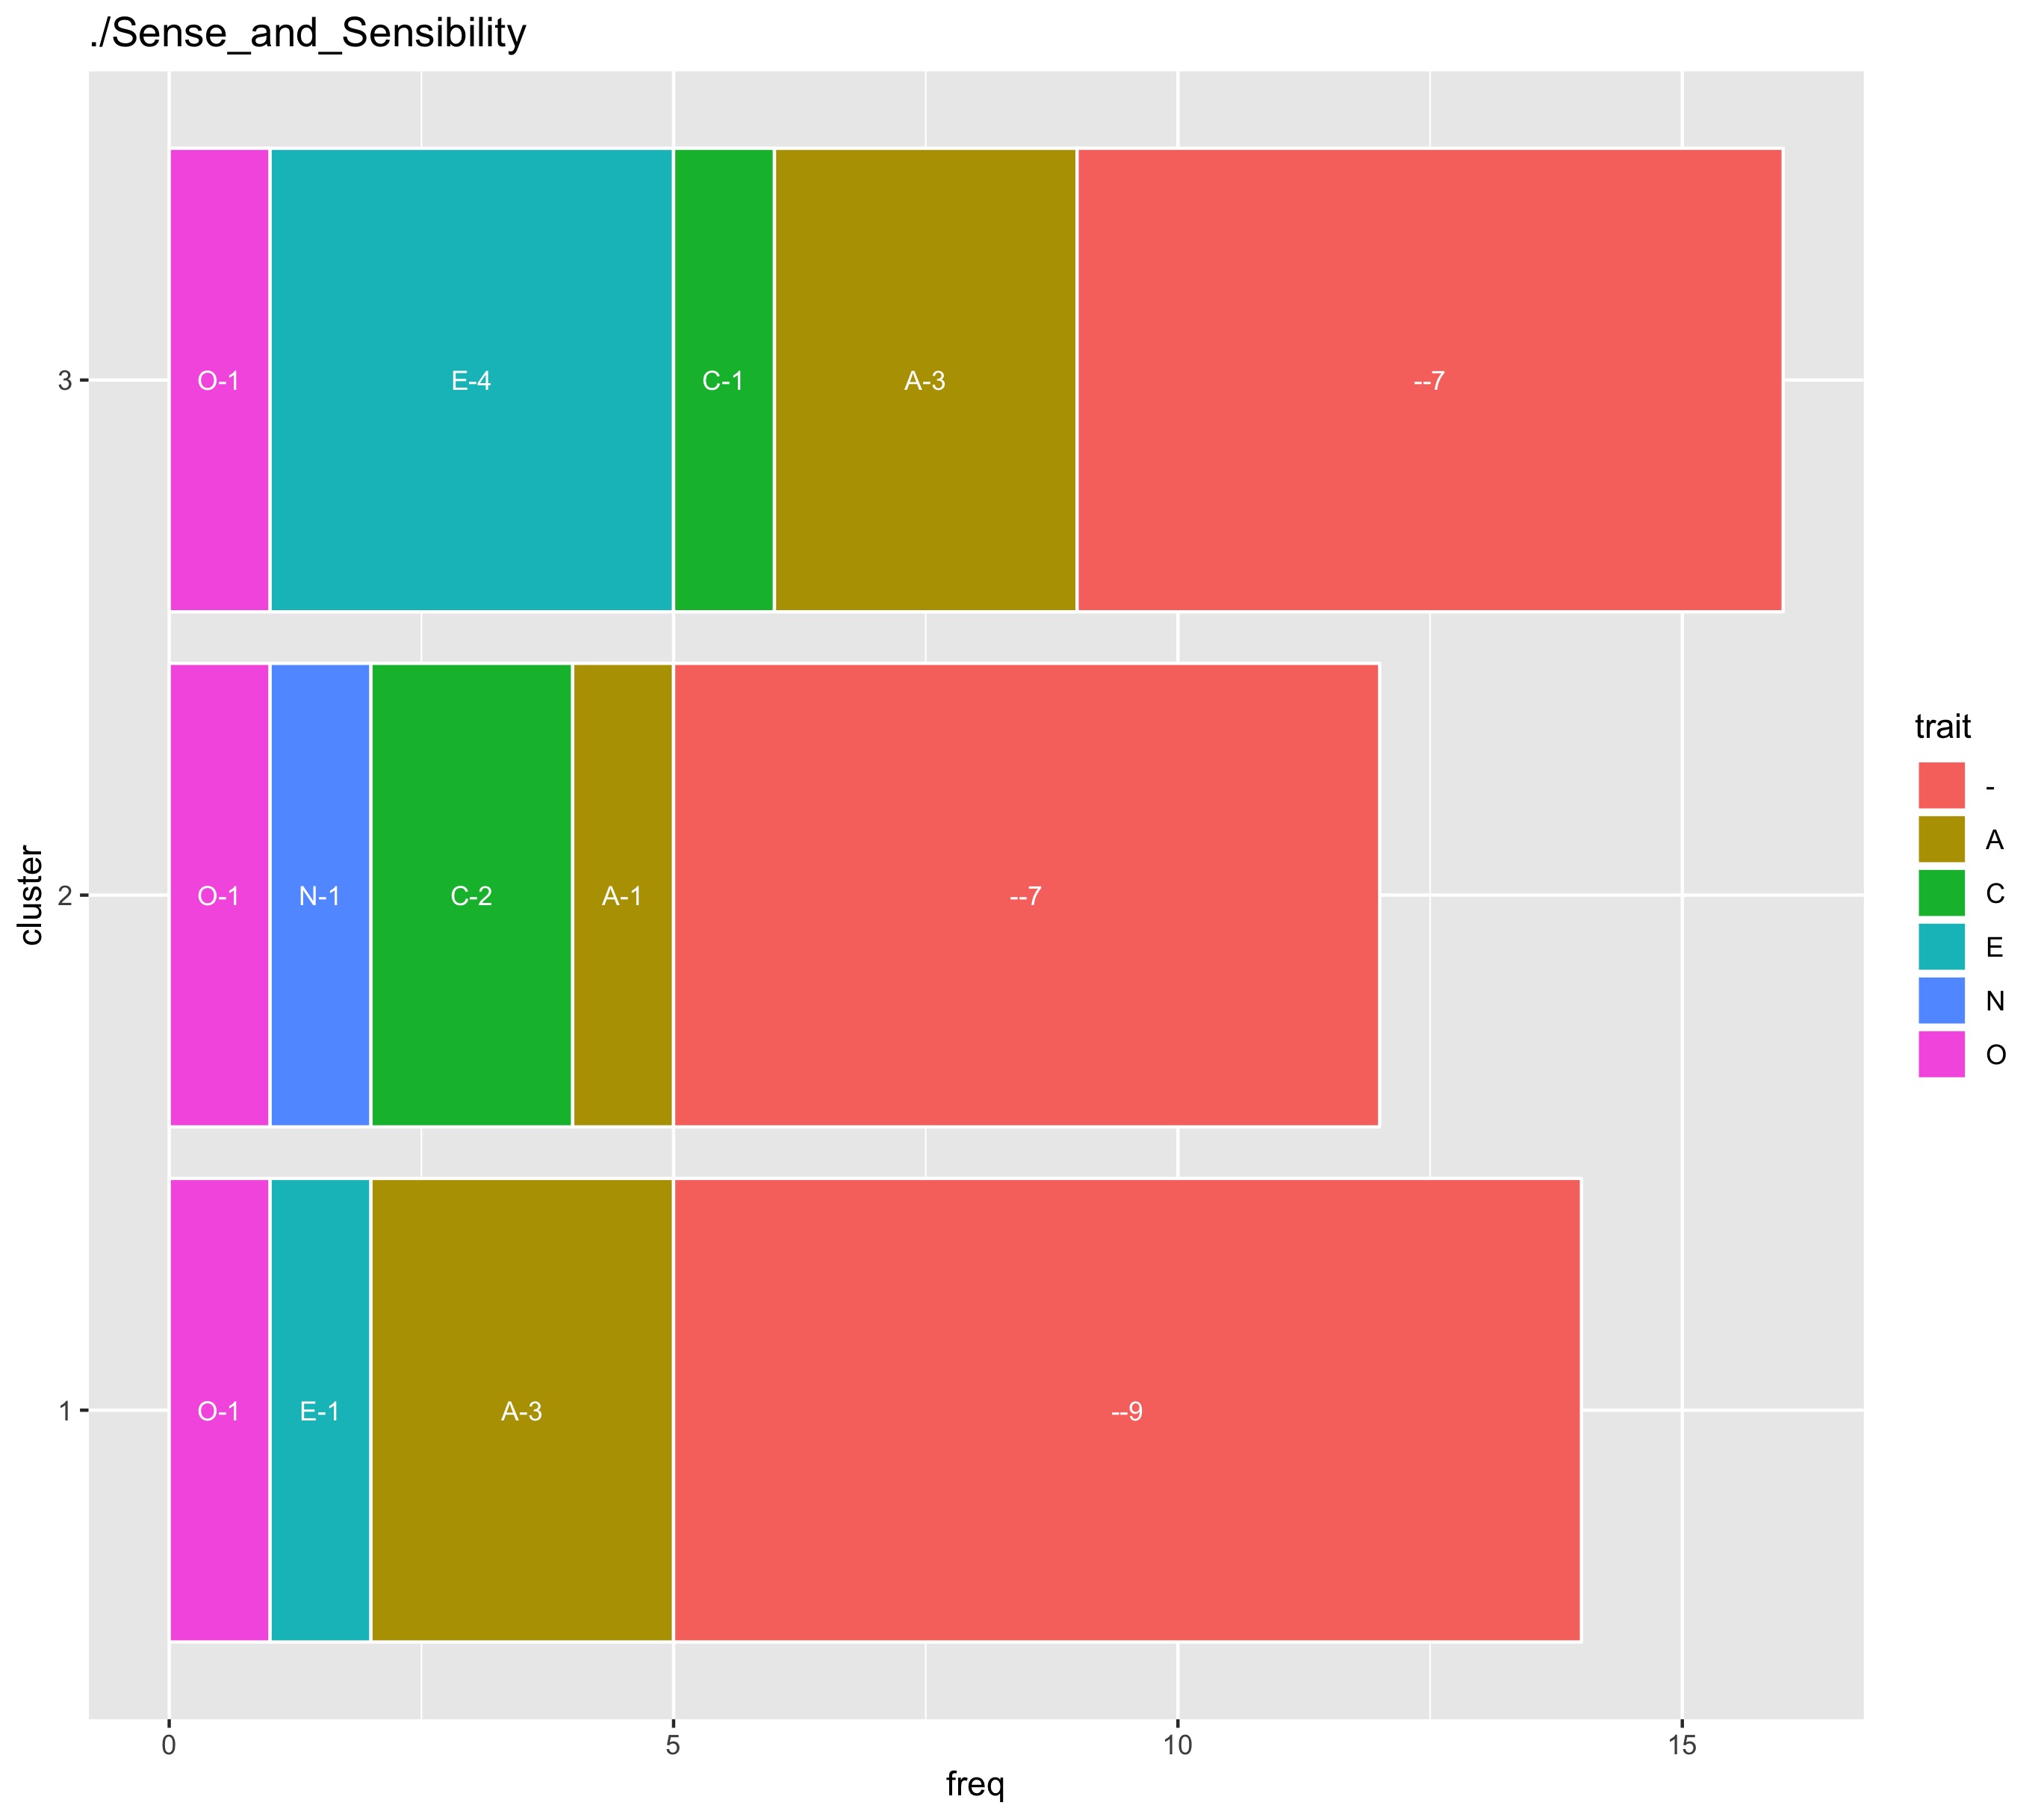 ./Sense_and_Sensibility
3
O-1 E-4 C-1 A-3 --7
2
O-1 N-1 C-2 A-1 --7
1
O-1 E-1 A-3 --9
cluster
0 5 10 15
freq
trait
-
A
C
E
N
O